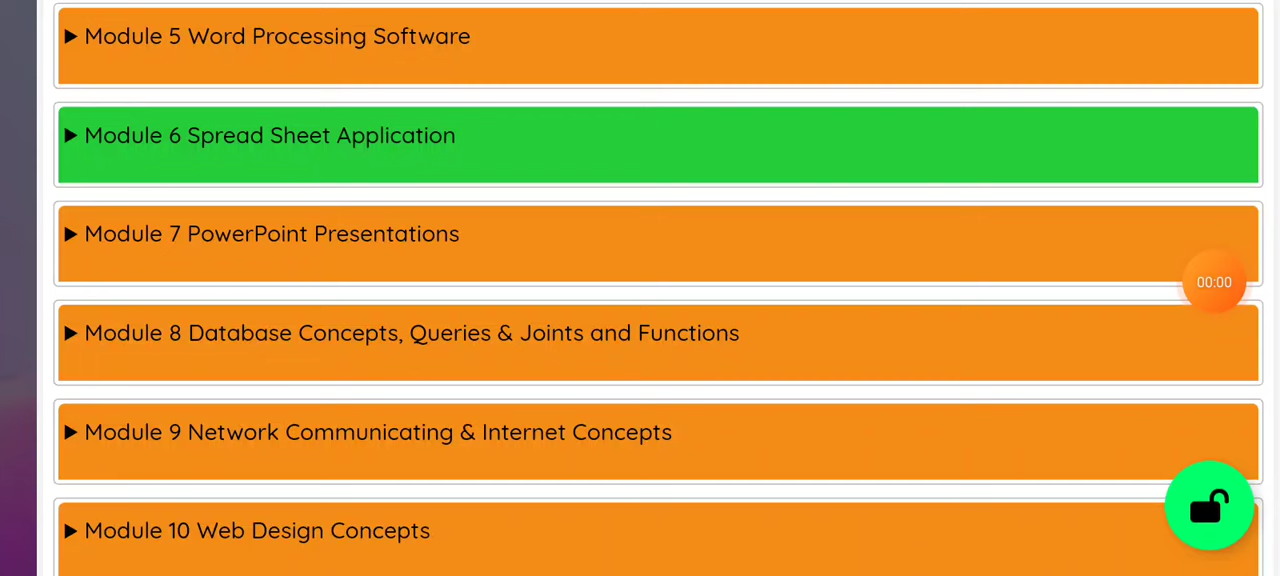 Module 5 Word Processing Software
Module 6 Spread Sheet Application
Module 7 PowerPoint Presentations
00:00
Module 8 Database Concepts, Queries & Joints and Functions
Module 9 Network Communicating & Internet Concepts
Module 10 Web Design Concepts